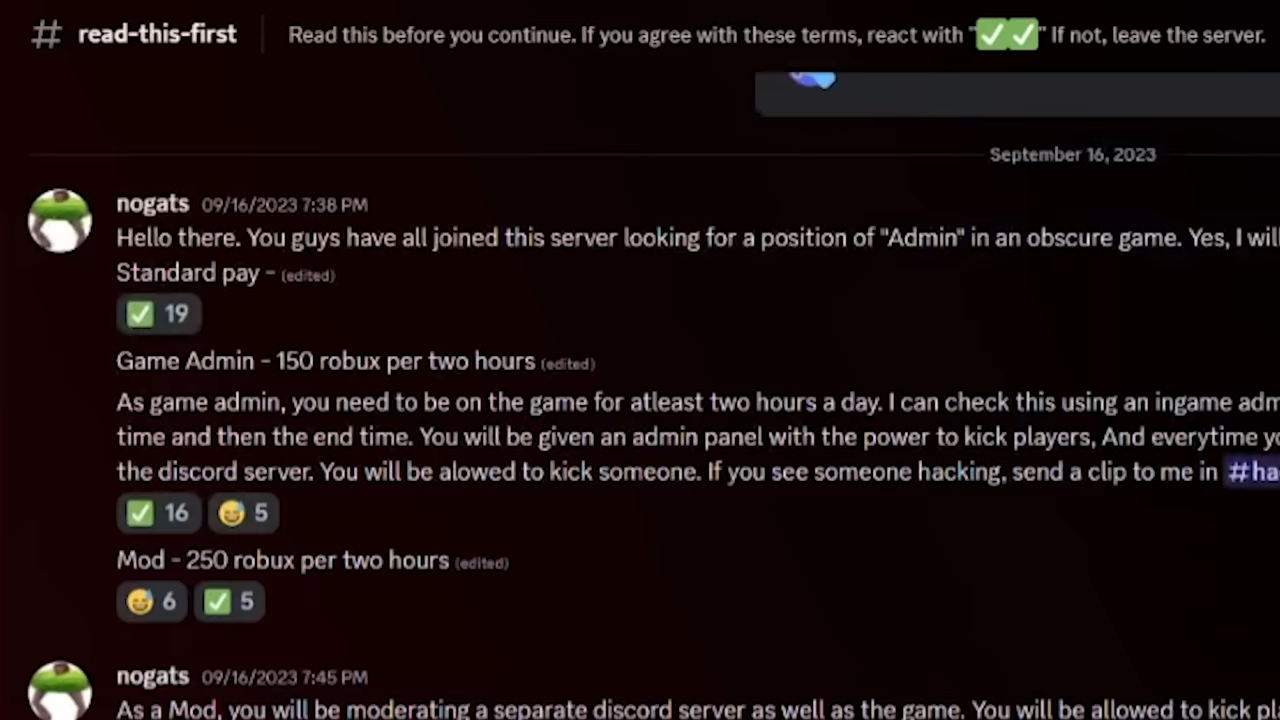 # read-this-first Read this before you continue. If you agree with these terms, react with "✅✅" If not, leave the server.
September 16, 2023
nogats 09/16/2023 7:38 PM
Hello there. You guys have all joined this server looking for a position of "Admin" in an obscure game. Yes, I
Standard pay - (edited)
✅ 19
Game Admin - 150 robux per two hours (edited)
As game admin, you need to be on the game for atleast two hours a day. I can check this using an ingame
time and then the end time. You will be given an admin panel with the power to kick players, And everytime
the discord server. You will be alowed to kick someone. If you see someone hacking, send a clip to me in
✅ 16 😅 5
Mod - 250 robux per two hours (edited)
😅 6 ✅ 5
nogats 09/16/2023 7:45 PM
As a Mod, you will be moderating a separate discord server as well as the game. You will be allowed to kick